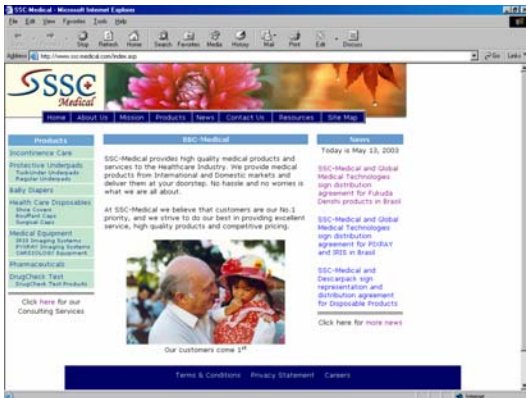 SSC-Medical - Microsoft Internet Explorer
File Edit View Favorites Tools Help
Stop Refresh Home Search Favorites Media History Mail Print Edit Discuss
Address http://www.ssc-medical.com/index.asp Go Links
SSC
Medical
Home About Us Mission Products News Contact Us Resources Site Map
Products
Incontinence Care
Protective Underpads
TuckUnder Underpads
Regular Underpads
Baby Diapers
Health Care Disposables
Shoe Covers
Bouffant Caps
Surgical Caps
Medical Equipment
IRIS Imaging Systems
Imaging Systems
CARDIOLOGY Equipment
Pharmaceuticals
DrugCheck Test
DrugCheck Test Products
Click here for our
Consulting Services
SSC-Medical
SSC-Medical provides high quality medical products and
services to the Healthcare Industry. We provide medical
products from International and Domestic markets and
deliver them at your doorstep. No hassle and no worries is
what we are all about.
At SSC-Medical we believe that customers are our No.1
priority, and we strive to do our best in providing excellent
service, high quality products and competitive pricing.
Our customers come 1st
News
Today is May 13, 2003
SSC-Medical and Global
Medical Technologies
sign distribution
agreement for Fukuda
Denshi products in Brasil
SSC-Medical and Global
Medical Technologies
sign distribution
agreement for
and IRIS in Brasil
SSC-Medical and
Descarpack sign
representation and
distribution agreement
for Disposable Products
Click here for more news
Terms & Conditions Privacy Statement Careers
Internet